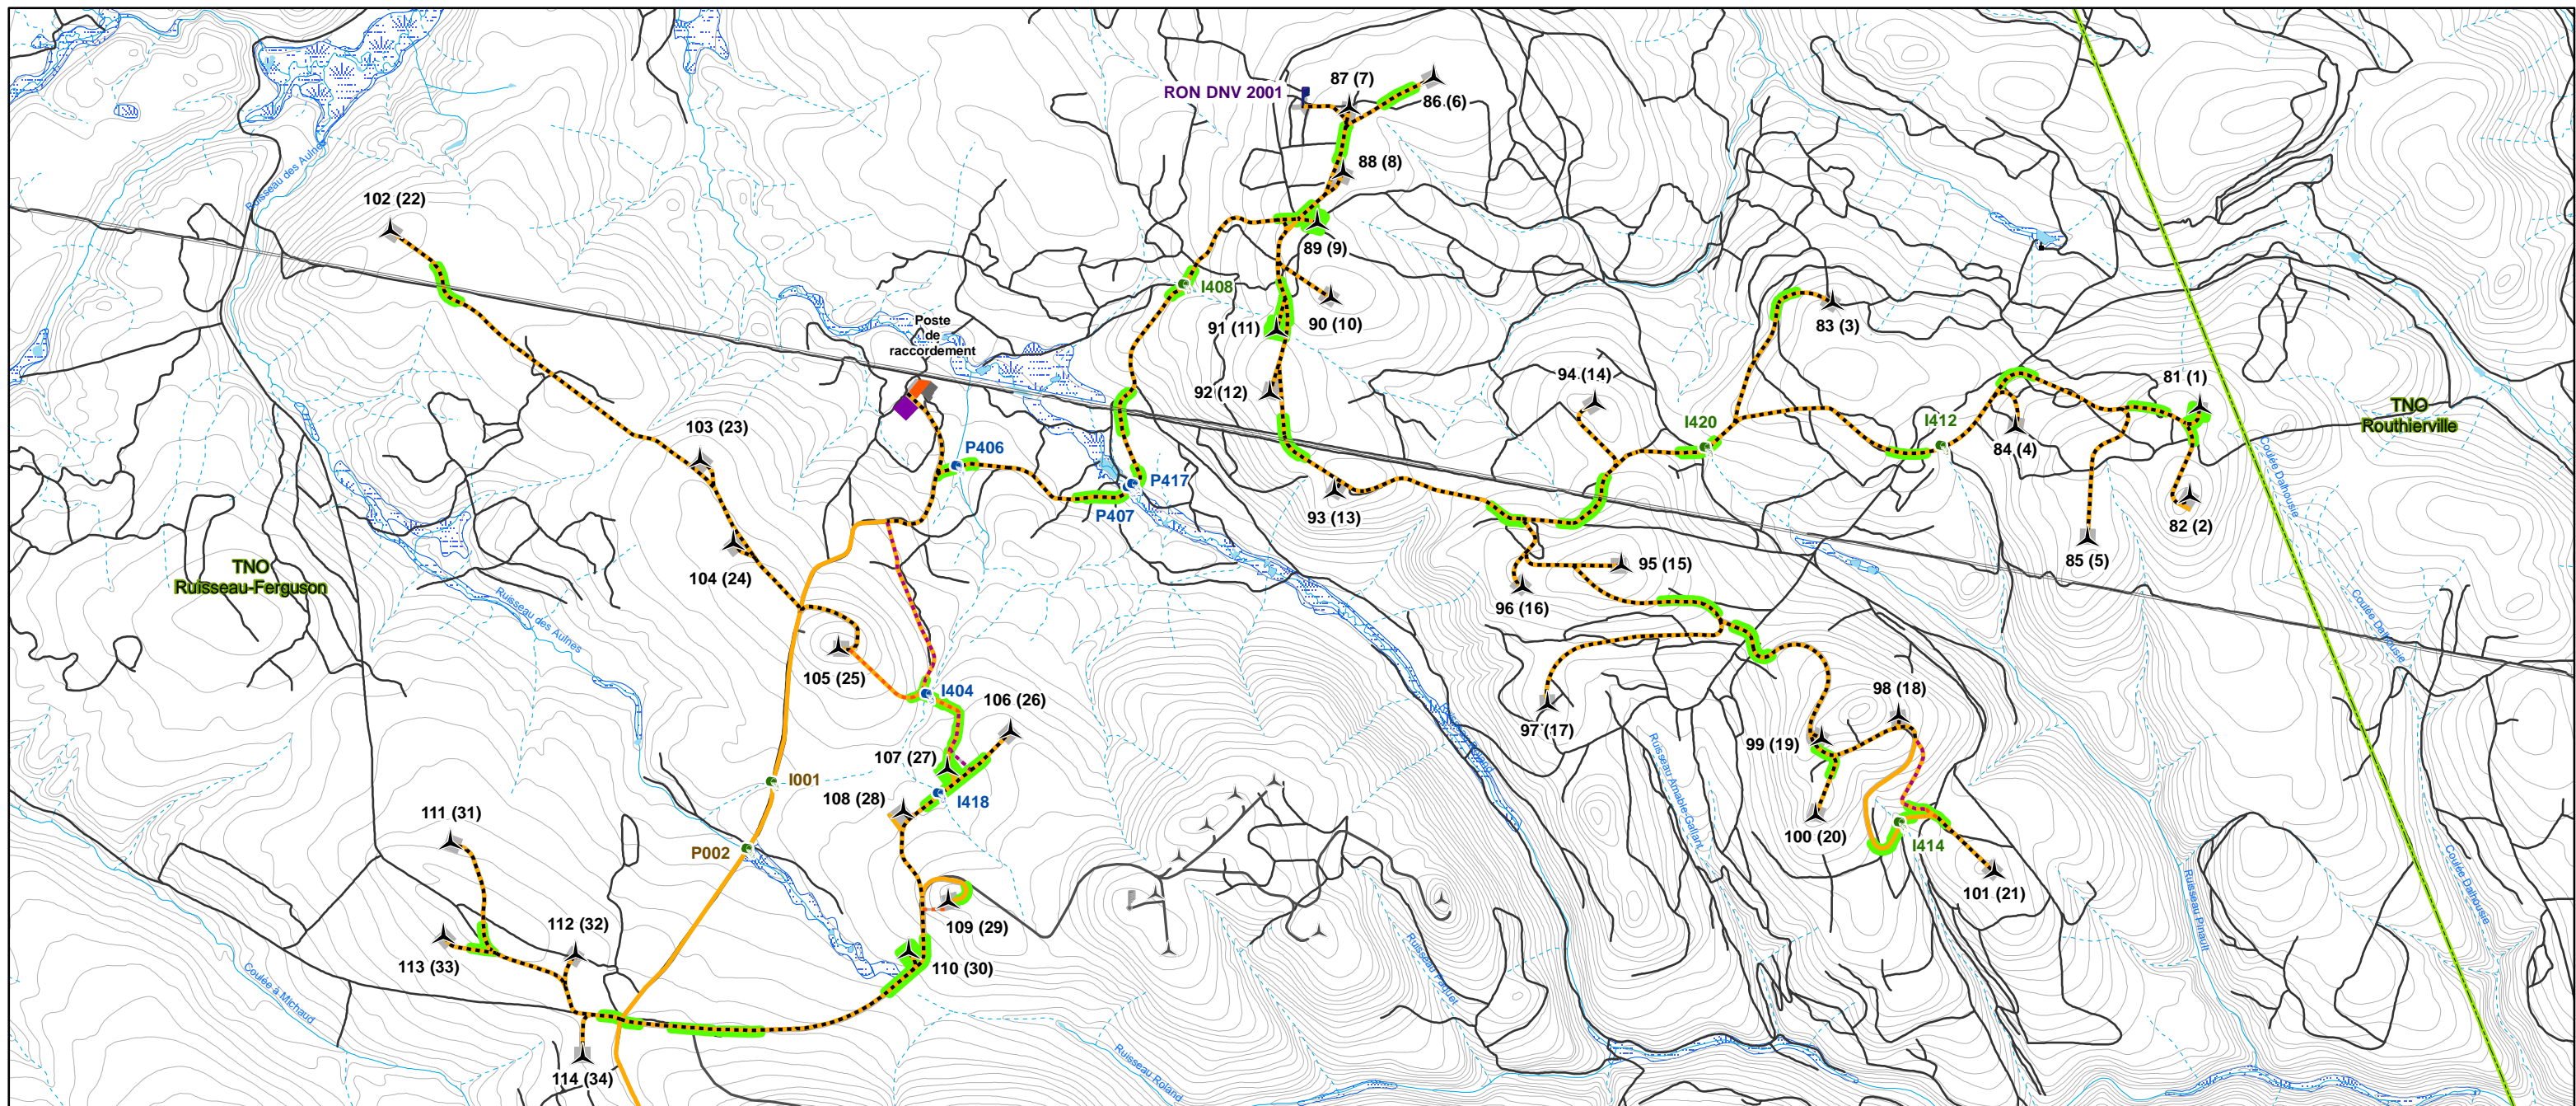 87 (7)
RON DNV 2001
86 (6)
88 (8)
Ruisseau des Aulnes
102 (22)
89 (9)
I408
90 (10)
83 (3)
91 (11)
Poste
de
raccordement
94 (14)
81 (1)
92 (12)
TNO
Routhierville
I420
I412
103 (23)
P406
84 (4)
Coulée Dalhousie
P417
P407
93 (13)
82 (2)
85 (5)
TNO
Ruisseau-Ferguson
104 (24)
95 (15)
96 (16)
Ruisseau des Aulnes
Coulée Dalhousie
105 (25)
I404
106 (26)
98 (18)
97 (17)
99 (19)
107 (27)
Ruisseau Amable-Gallant
I001
108 (28)
I418
111 (31)
100 (20)
I414
P002
101 (21)
Coulée Dalhousie
Ruisseau Pinault
112 (32)
109 (29)
113 (33)
110 (30)
Ruisseau Paquet
Coulée à Michaud
114 (34)
Ruisseau Roland